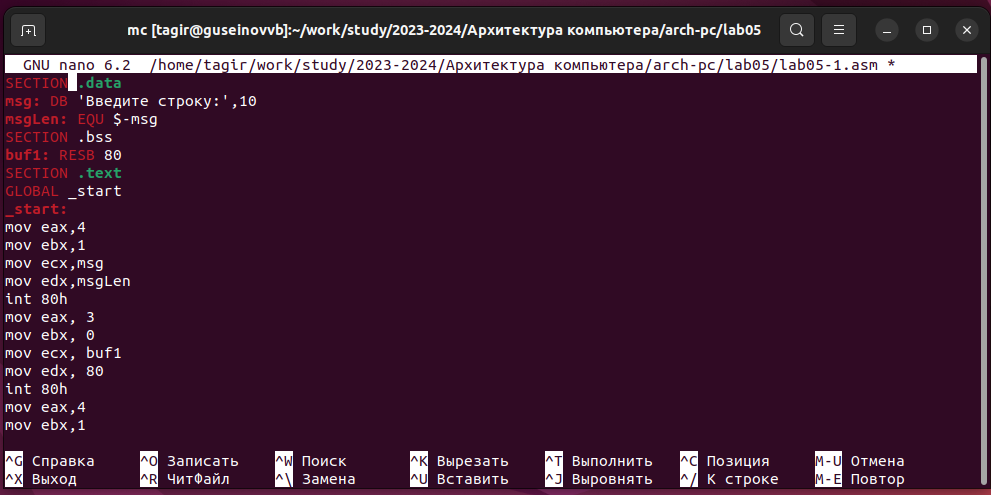 mc [tagir@guseinovvb]:~/work/study/2023-2024/Архитектура компьютера/arch-pc/lab05
GNU nano 6.2 /home/tagir/work/study/2023-2024/Архитектура компьютера/arch-pc/lab05/lab05-1.asm *
SECTION .data
msg: DB 'Введите строку:',10
msgLen: EQU $-msg
SECTION .bss
buf1: RESB 80
SECTION .text
GLOBAL _start
_start:
mov eax,4
mov ebx,1
mov ecx,msg
mov edx,msgLen
int 80h
mov eax, 3
mov ebx, 0
mov ecx, buf1
mov edx, 80
int 80h
mov eax,4
mov ebx,1
^G Справка ^O Записать ^W Поиск ^K Вырезать ^T Выполнить ^C Позиция M-U Отмена
^X Выход ^R ЧитФайл ^\ Замена ^U Вставить ^J Выровнять ^/ К строке M-E Повтор